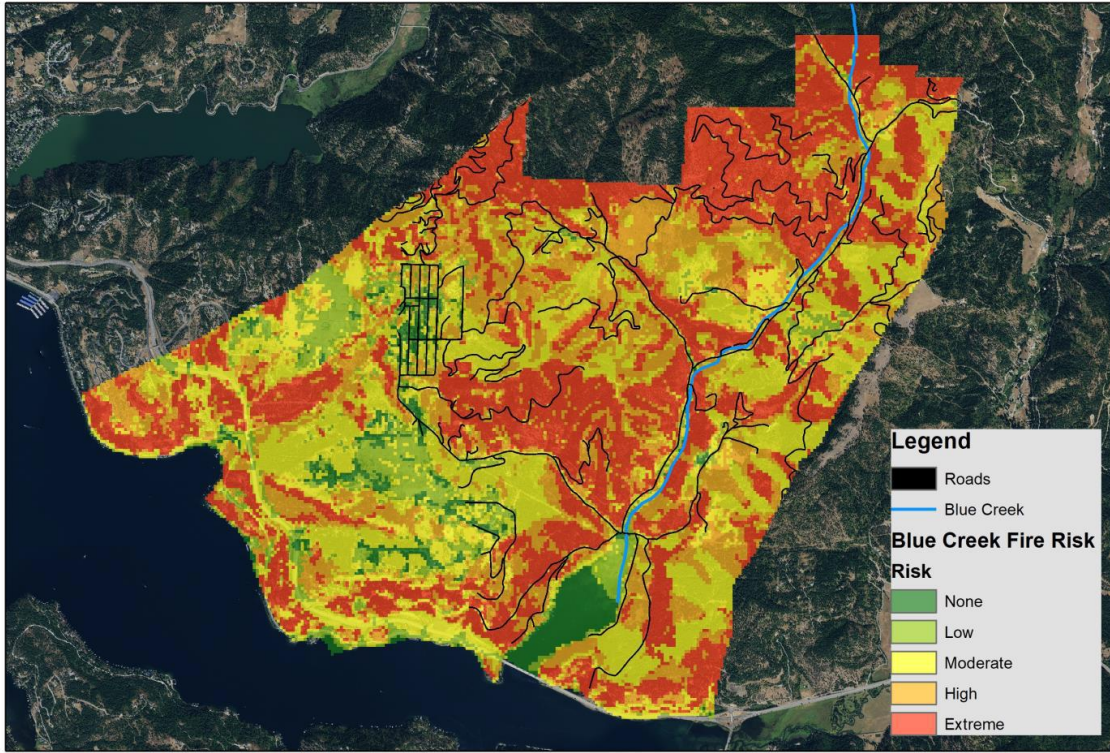 Legend
Roads
Blue Creek
Blue Creek Fire Risk
Risk
None
Low
Moderate
High
Extreme